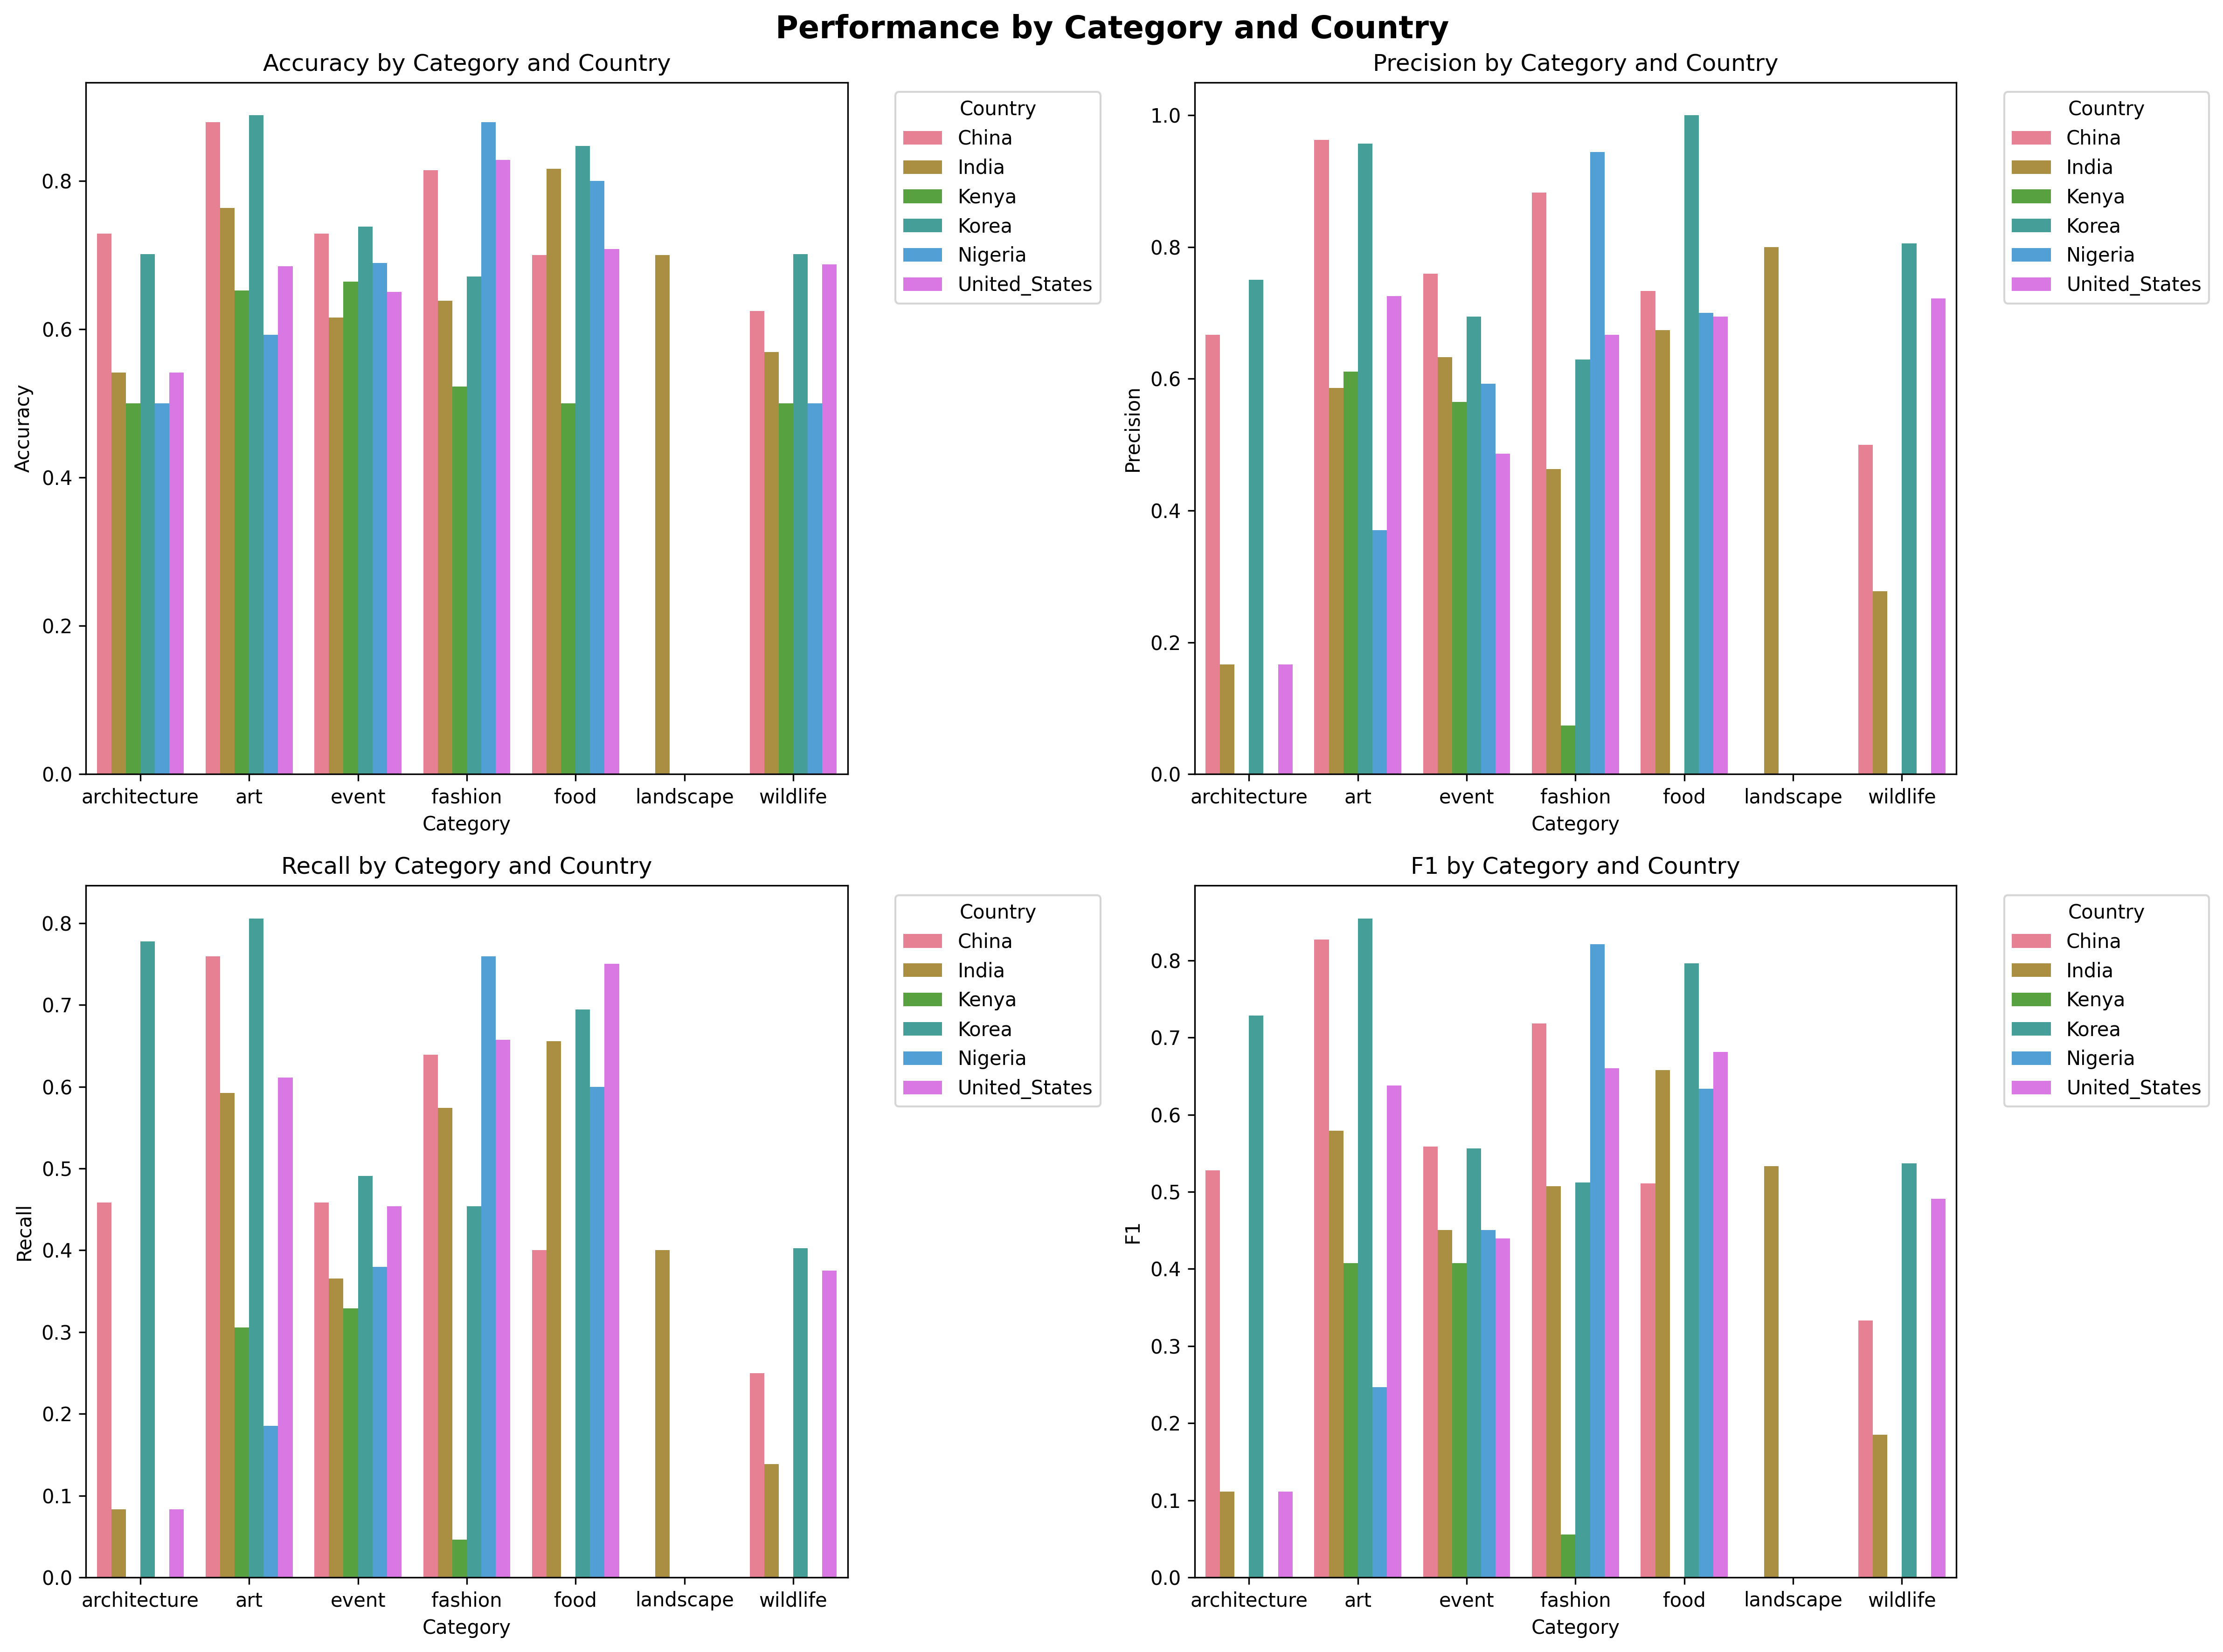 Performance by Category and Country
Accuracy by Category and Country
Accuracy
0.8
0.6
0.4
0.2
0.0
architecture art event fashion food landscape wildlife
Category
Country
China
India
Kenya
Korea
Nigeria
United_States
Precision by Category and Country
Precision
1.0
0.8
0.6
0.4
0.2
0.0
architecture art event fashion food landscape wildlife
Category
Country
China
India
Kenya
Korea
Nigeria
United_States
Recall by Category and Country
Recall
0.8
0.7
0.6
0.5
0.4
0.3
0.2
0.1
0.0
architecture art event fashion food landscape wildlife
Category
Country
China
India
Kenya
Korea
Nigeria
United_States
F1 by Category and Country
F1
0.8
0.7
0.6
0.5
0.4
0.3
0.2
0.1
0.0
architecture art event fashion food landscape wildlife
Category
Country
China
India
Kenya
Korea
Nigeria
United_States